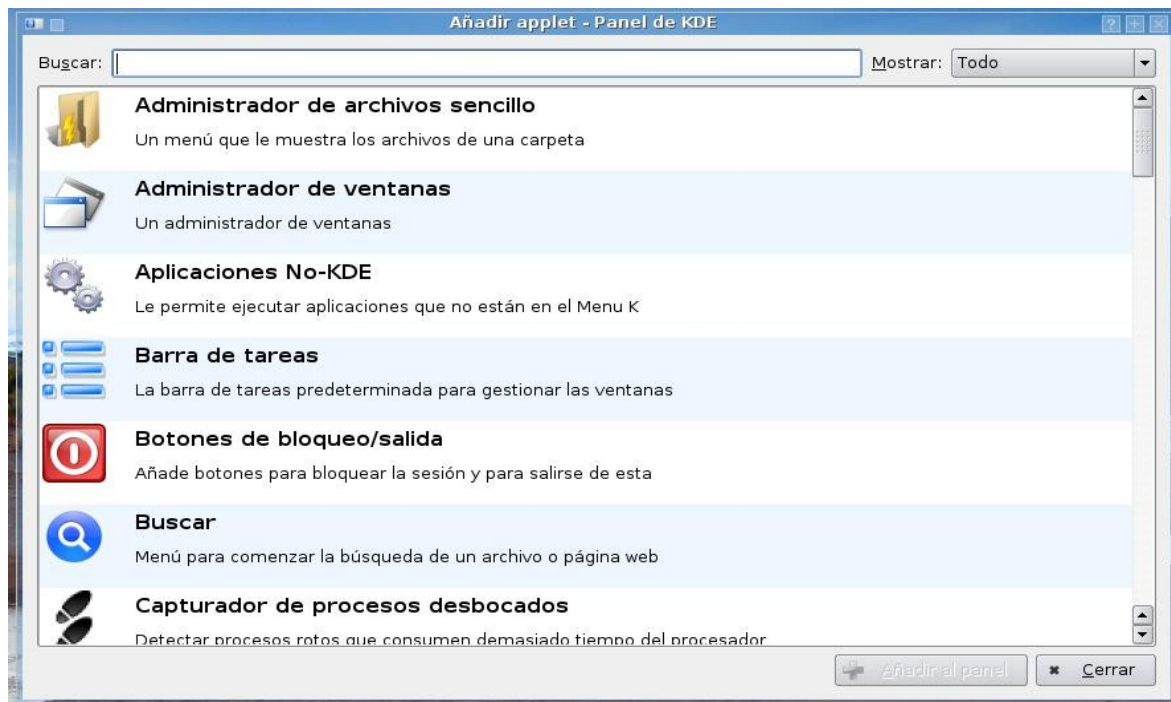 Añadir applet - Panel de KDE
Buscar: Mostrar: Todo
Administrador de archivos sencillo
Un menú que le muestra los archivos de una carpeta
Administrador de ventanas
Un administrador de ventanas
Aplicaciones No-KDE
Le permite ejecutar aplicaciones que no están en el Menu K
Barra de tareas
La barra de tareas predeterminada para gestionar las ventanas
Botones de bloqueo/salida
Añade botones para bloquear la sesión y para salirse de esta
Buscar
Menú para comenzar la búsqueda de un archivo o página web
Capturador de procesos desbocados
Detectar procesos rotos que consumen demasiado tiempo del procesador
Añadir al panel Cerrar